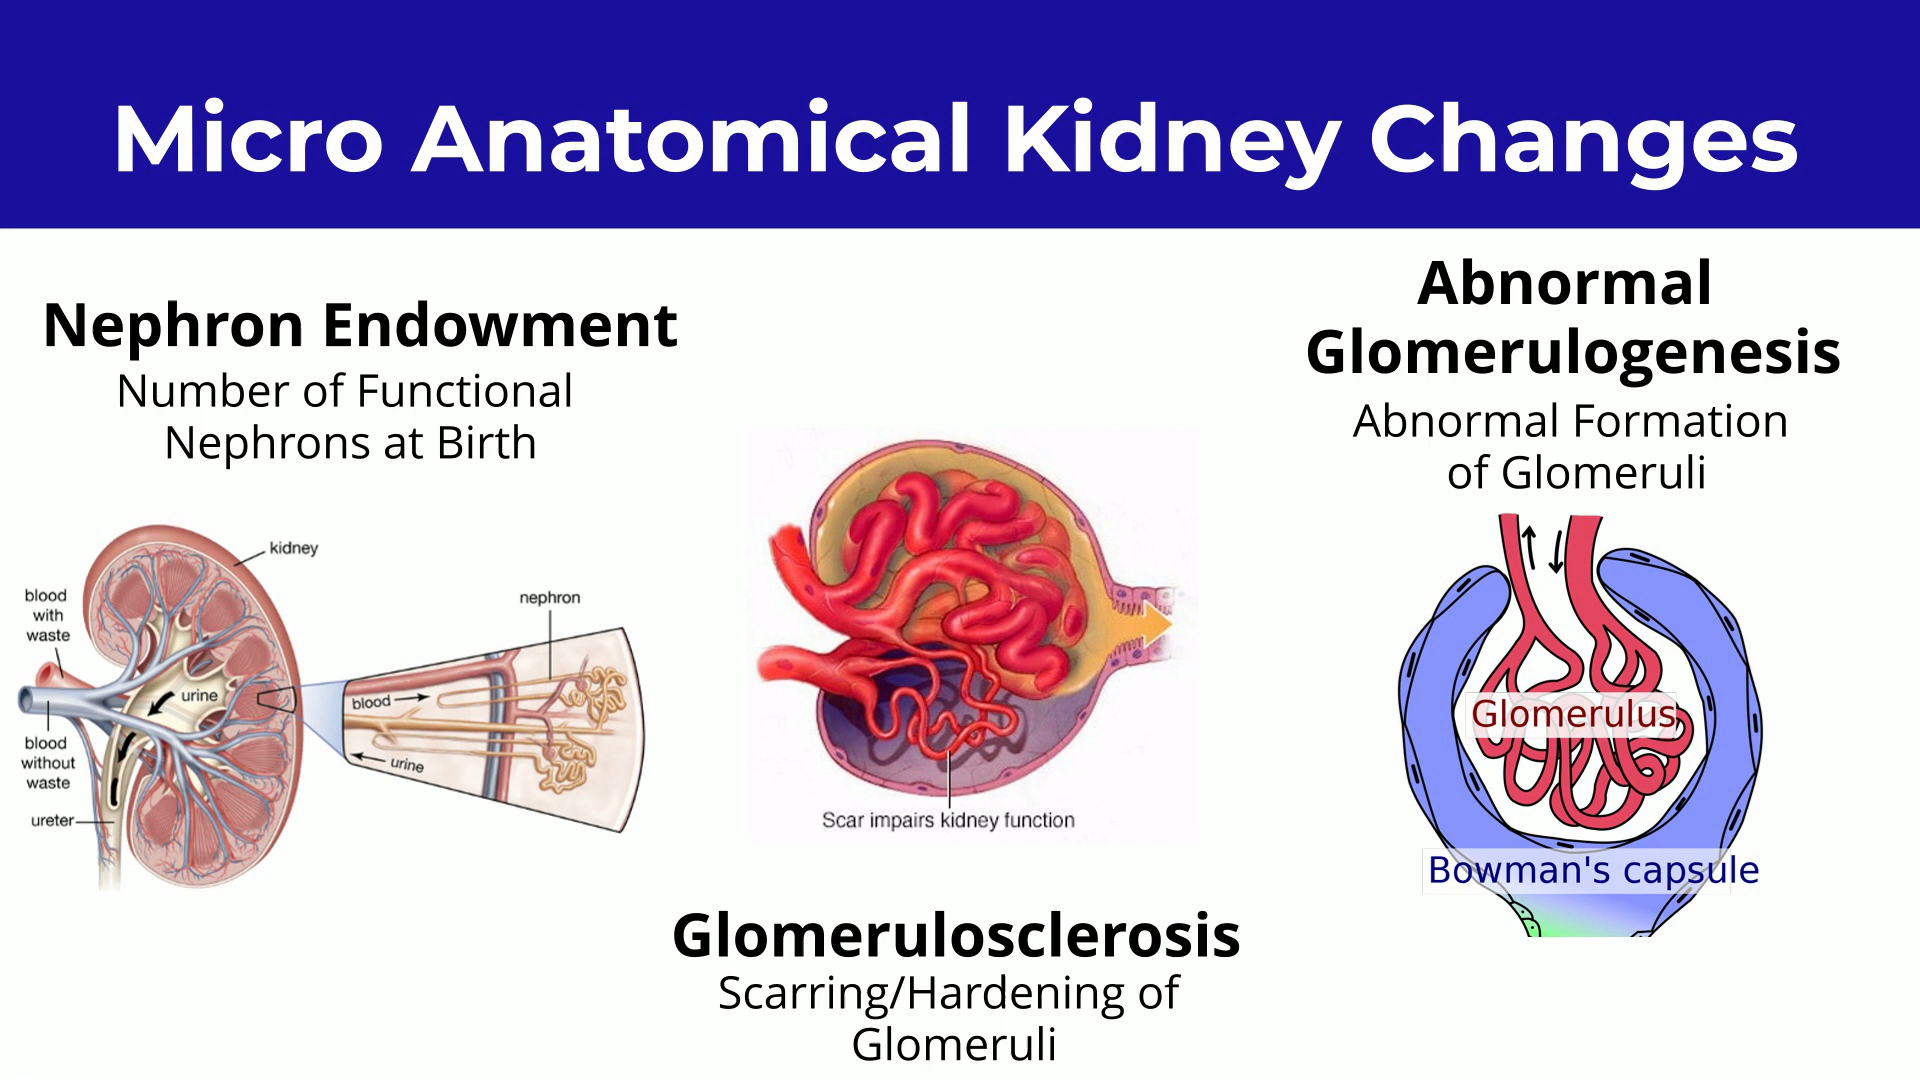 Micro Anatomical Kidney Changes
Nephron Endowment
Number of Functional
Nephrons at Birth
kidney
blood
with
waste
urine
blood
without
waste
ureter
nephron
blood
urine
Scar impairs kidney function
Glomerulosclerosis
Scarring/Hardening of
Glomeruli
Abnormal
Glomerulogenesis
Abnormal Formation
of Glomeruli
Glomerulus
Bowman's capsule